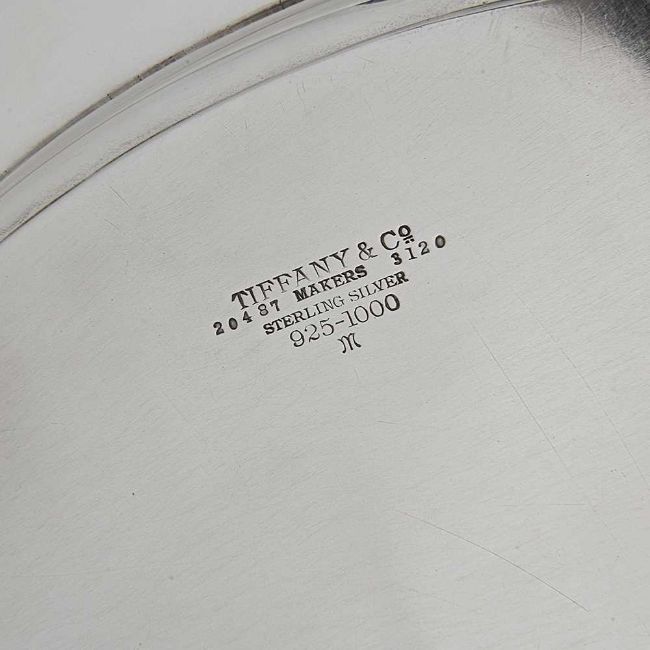 TIFFANY & Co
20487 MAKERS 3120
STERLING SILVER
925-1000
M